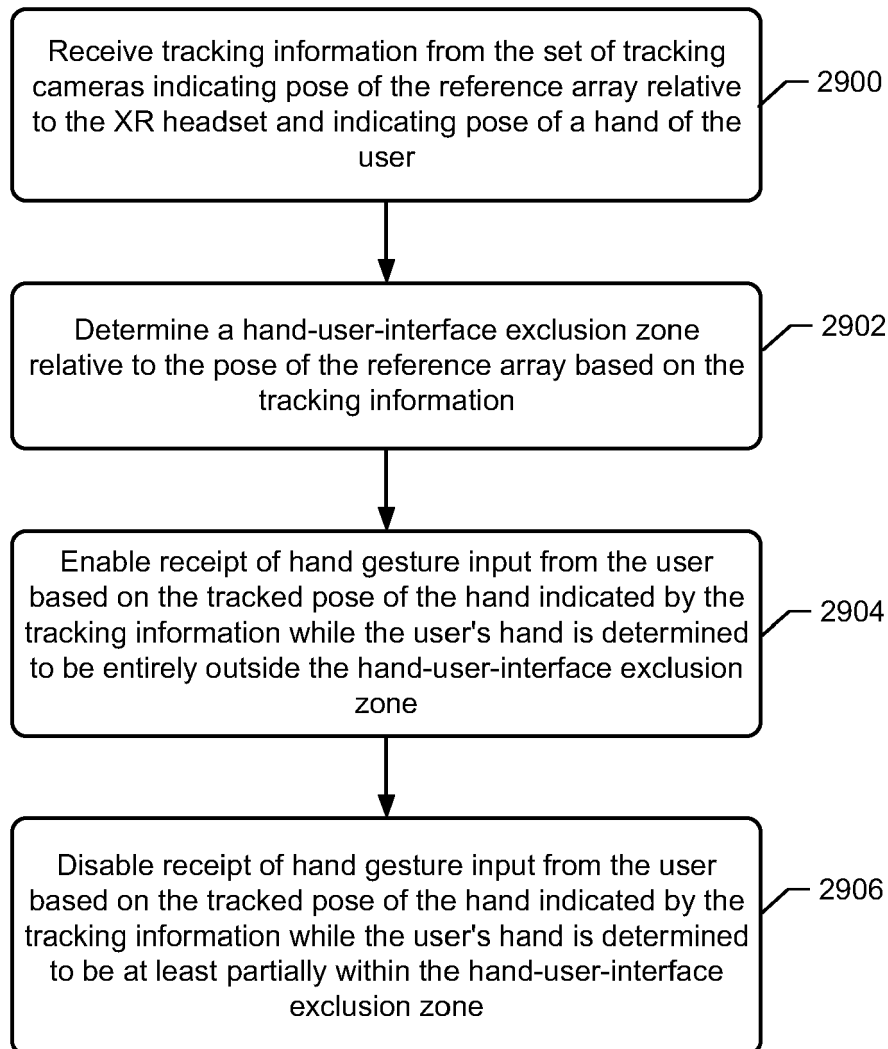 Receive tracking information from the set of tracking
cameras indicating pose of the reference array relative
to the XR headset and indicating pose of a hand of the
user
2900
Determine a hand-user-interface exclusion zone
relative to the pose of the reference array based on the
tracking information
2902
Enable receipt of hand gesture input from the user
based on the tracked pose of the hand indicated by the
tracking information while the user's hand is determined
to be entirely outside the hand-user-interface exclusion
zone
2904
Disable receipt of hand gesture input from the user
based on the tracked pose of the hand indicated by the
tracking information while the user's hand is determined
to be at least partially within the hand-user-interface
exclusion zone
2906